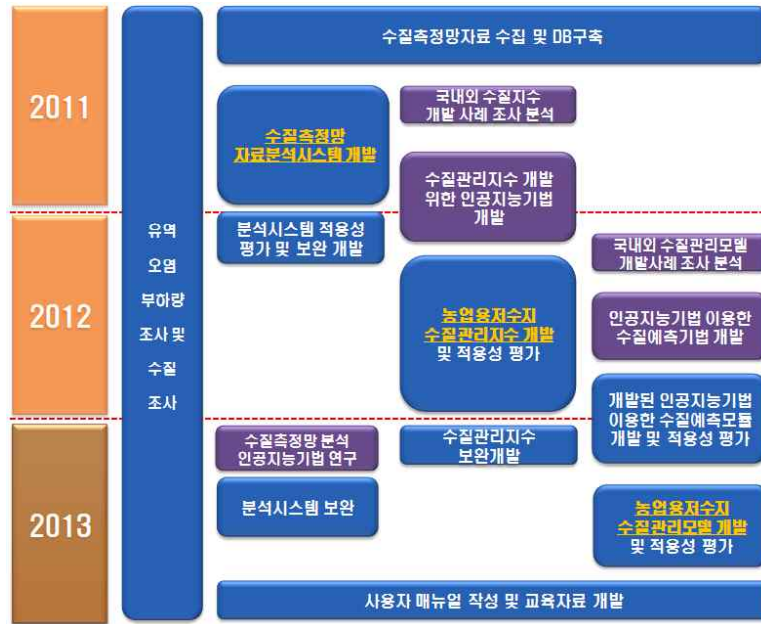 수질측정망자료 수집 및 DB구축
2011
수질측정망
자료분석시스템 개발
국내외 수질지수
개발 사례 조사 분석
수질관리지수 개발
위한 인공지능기법
개발
유역
오염
부하량
조사 및
수질
조사
2012
분석시스템 적용성
평가 및 보완 개발
농업용저수지
수질관리지수 개발
및 적용성 평가
국내외 수질관리모델
개발사례 조사 분석
인공지능기법 이용한
수질예측기법 개발
개발된 인공지능기법
이용한 수질예측모듈
개발 및 적용성 평가
2013
수질측정망 분석
인공지능기법 연구
분석시스템 보완
수질관리지수
보완개발
농업용저수지
수질관리모델 개발
및 적용성 평가
사용자 매뉴얼 작성 및 교육자료 개발